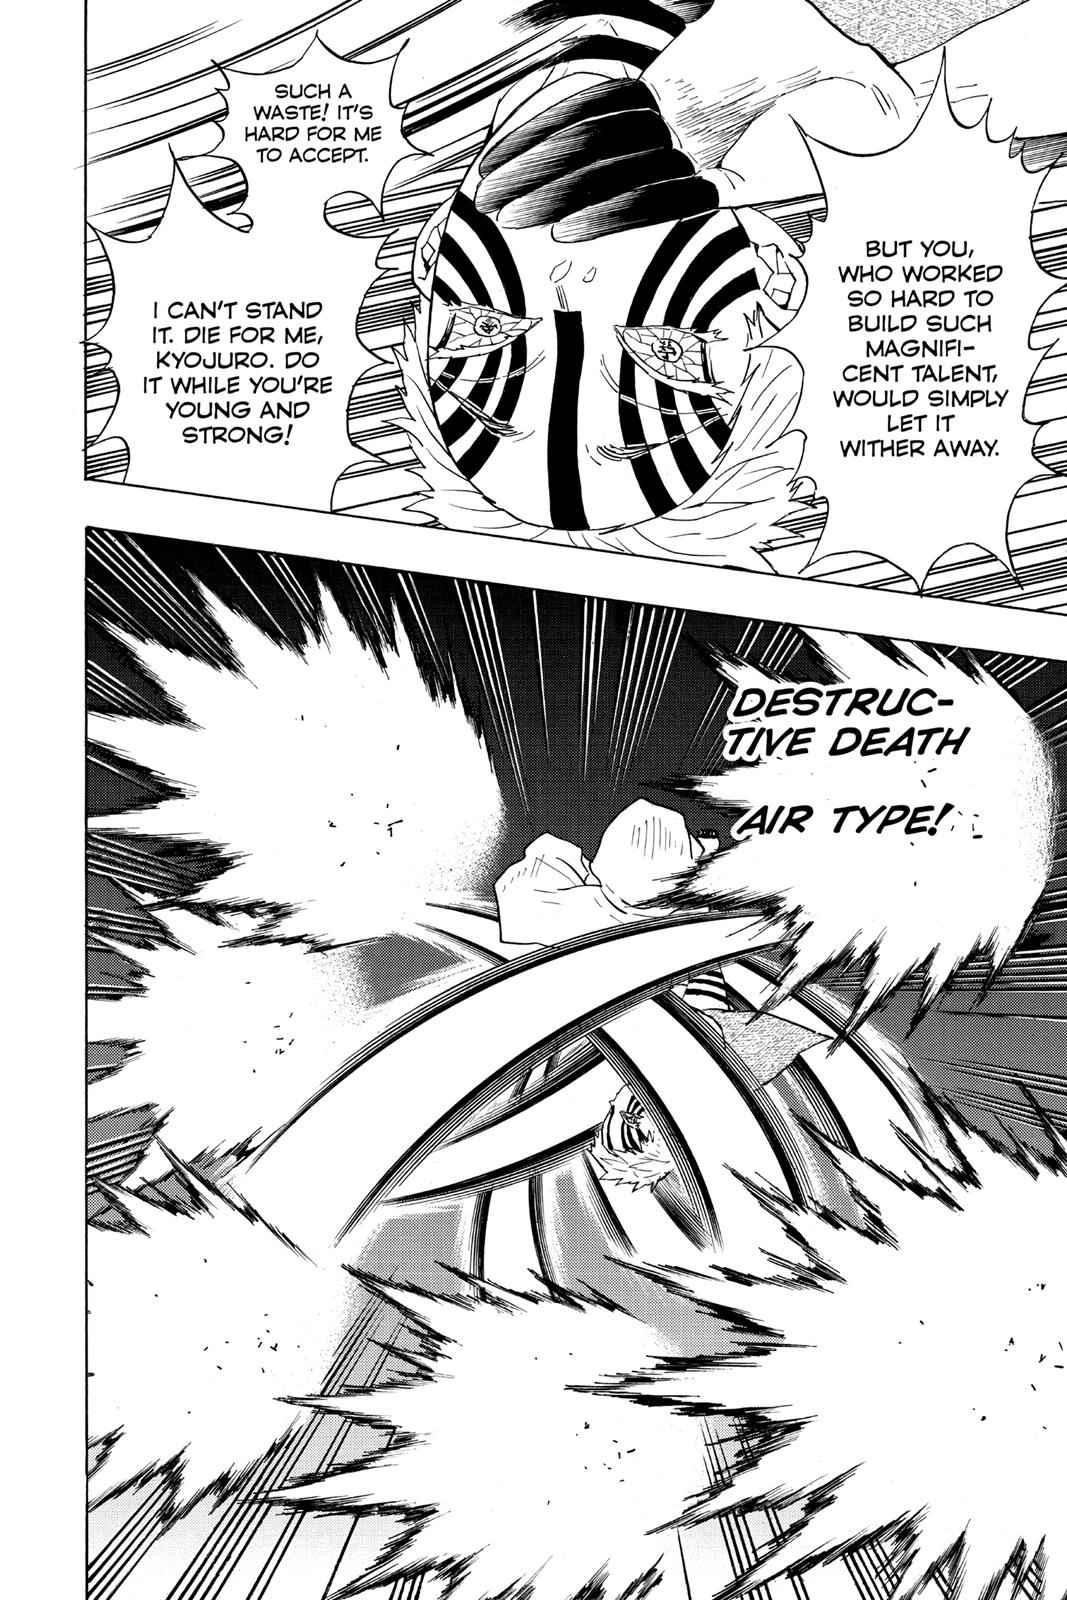 BUT YOU,
WHO WORKED
SO HARD TO
BUILD SUCH
MAGNIFI-
CENT TALENT,
WOULD SIMPLY
LET IT
WITHER AWAY.
SUCH A
WASTE! IT'S
HARD FOR ME
TO ACCEPT.
I CAN'T STAND
IT. DIE FOR ME,
KYOJURO. DO
IT WHILE YOU'RE
YOUNG AND
STRONG!
DESTRUC-
TIVE DEATH
AIR TYPE!